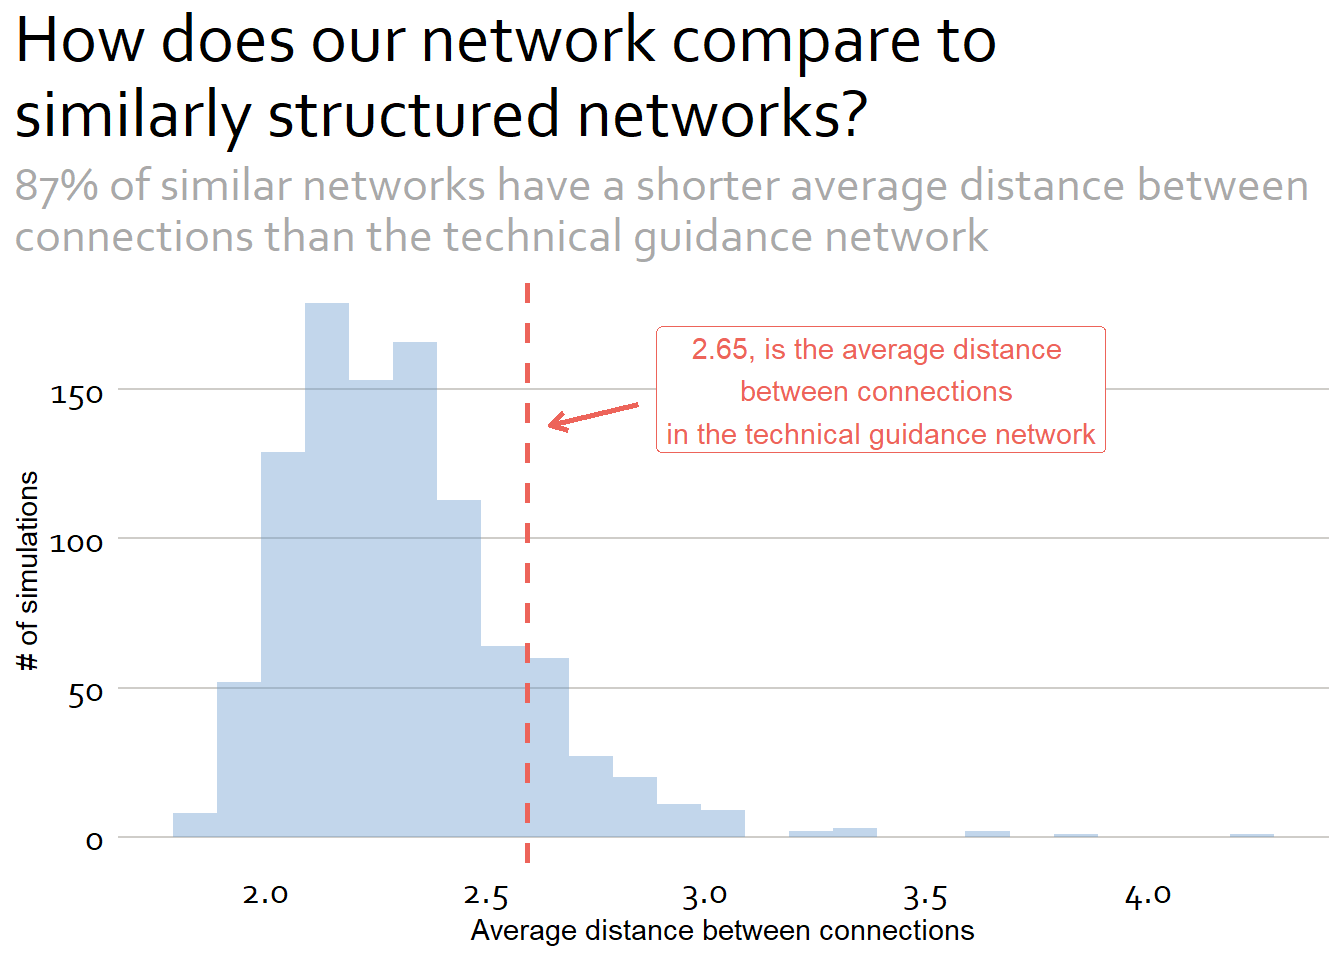 How does our network compare to
similarly structured networks?
87% of similar networks have a shorter average distance between
connections than the technical guidance network
2.65, is the average distance
between connections
in the technical guidance network
# of simulations
150
100
50
0
2.0 2.5 3.0 3.5 4.0
Average distance between connections